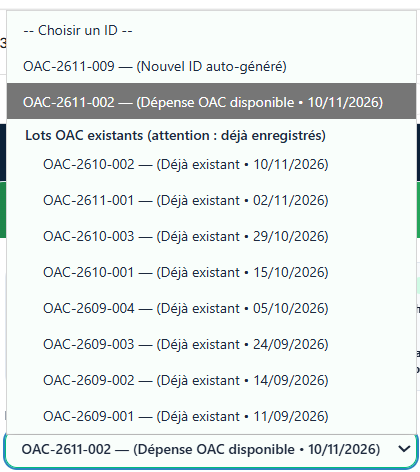 -- Choisir un ID --
OAC-2611-009 — (Nouvel ID auto-généré)
OAC-2611-002 — (Dépense OAC disponible • 10/11/2026)
Lots OAC existants (attention : déjà enregistrés)
OAC-2610-002 — (Déjà existant • 10/11/2026)
OAC-2611-001 — (Déjà existant • 02/11/2026)
OAC-2610-003 — (Déjà existant • 29/10/2026)
OAC-2610-001 — (Déjà existant • 15/10/2026)
OAC-2609-004 — (Déjà existant • 05/10/2026)
OAC-2609-003 — (Déjà existant • 24/09/2026)
OAC-2609-002 — (Déjà existant • 14/09/2026)
OAC-2609-001 — (Déjà existant • 11/09/2026)
OAC-2611-002 — (Dépense OAC disponible • 10/11/2026)